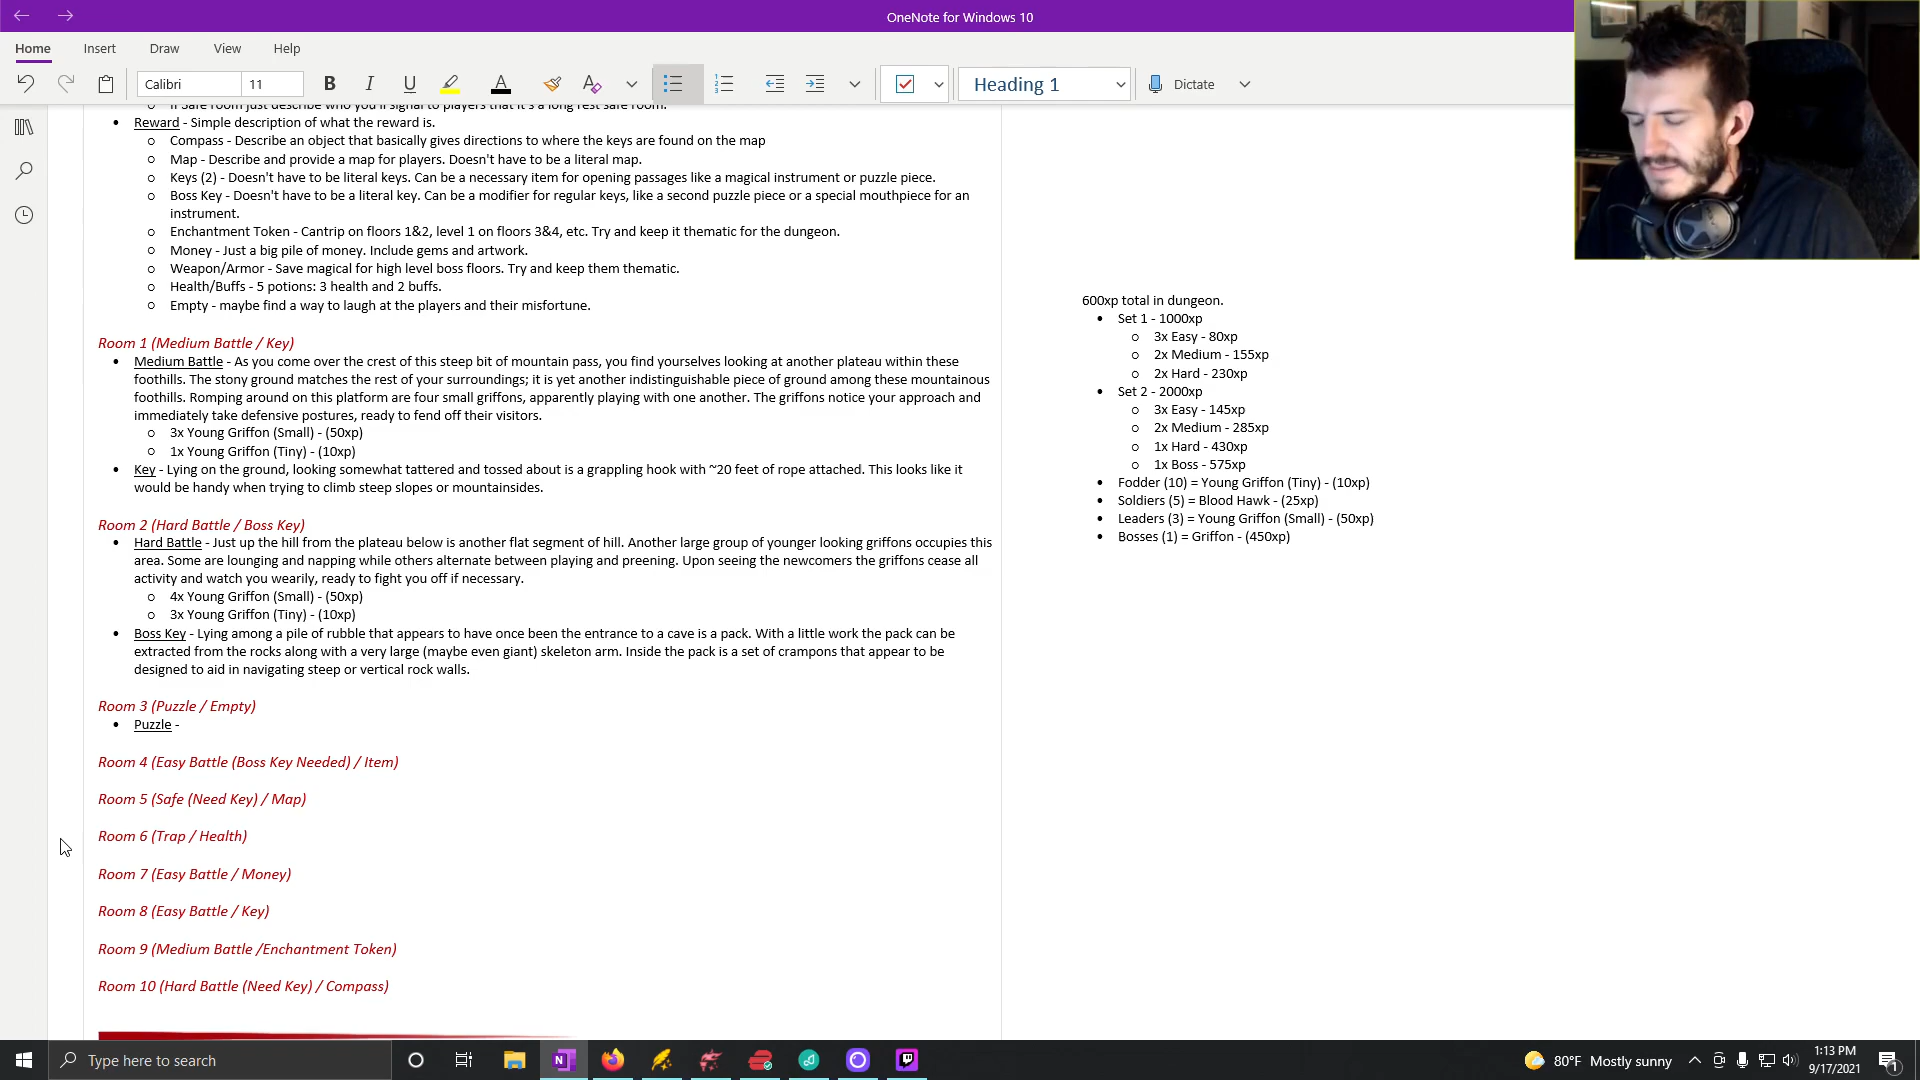 OneNote for Windows 10
Home Insert Draw View Help
Calibri 11 B I U A Heading 1 Dictate
If Safe room just describe who you'll signal to players that it's a long rest safe room.
Reward - Simple description of what the reward is.
Compass - Describe an object that basically gives directions to where the keys are found on the map
Map - Describe and provide a map for players. Doesn't have to be a literal map.
Keys (2) - Doesn't have to be literal keys. Can be a necessary item for opening passages like a magical instrument or puzzle piece.
Boss Key - Doesn't have to be a literal key. Can be a modifier for regular keys, like a second puzzle piece or a special mouthpiece for an
instrument.
Enchantment Token - Cantrip on floors 1&2, level 1 on floors 3&4, etc. Try and keep it thematic for the dungeon.
Money - Just a big pile of money. Include gems and artwork.
Weapon/Armor - Save magical for high level boss floors. Try and keep them thematic.
Health/Buffs - 5 potions: 3 health and 2 buffs.
Empty - maybe find a way to laugh at the players and their misfortune.
Room 1 (Medium Battle / Key)
Medium Battle - As you come over the crest of this steep bit of mountain pass, you find yourselves looking at another plateau within these
foothills. The stony ground matches the rest of your surroundings; it is yet another indistinguishable piece of ground among these mountainous
foothills. Romping around on this platform are four small griffons, apparently playing with one another. The griffons notice your approach and
immediately take defensive postures, ready to fend off their visitors.
3x Young Griffon (Small) - (50xp)
1x Young Griffon (Tiny) - (10xp)
Key - Lying on the ground, looking somewhat tattered and tossed about is a grappling hook with ~20 feet of rope attached. This looks like it
would be handy when trying to climb steep slopes or mountainsides.
Room 2 (Hard Battle / Boss Key)
Hard Battle - Just up the hill from the plateau below is another flat segment of hill. Another large group of younger looking griffons occupies this
area. Some are lounging and napping while others alternate between playing and preening. Upon seeing the newcomers the griffons cease all
activity and watch you wearily, ready to fight you off if necessary.
4x Young Griffon (Small) - (50xp)
3x Young Griffon (Tiny) - (10xp)
Boss Key - Lying among a pile of rubble that appears to have once been the entrance to a cave is a pack. With a little work the pack can be
extracted from the rocks along with a very large (maybe even giant) skeleton arm. Inside the pack is a set of crampons that appear to be
designed to aid in navigating steep or vertical rock walls.
Room 3 (Puzzle / Empty)
Puzzle -
Room 4 (Easy Battle (Boss Key Needed) / Item)
Room 5 (Safe (Need Key) / Map)
Room 6 (Trap / Health)
Room 7 (Easy Battle / Money)
Room 8 (Easy Battle / Key)
Room 9 (Medium Battle /Enchantment Token)
Room 10 (Hard Battle (Need Key) / Compass)
600xp total in dungeon.
Set 1 - 1000xp
3x Easy - 80xp
2x Medium - 155xp
2x Hard - 230xp
Set 2 - 2000xp
3x Easy - 145xp
2x Medium - 285xp
1x Hard - 430xp
1x Boss - 575xp
Fodder (10) = Young Griffon (Tiny) - (10xp)
Soldiers (5) = Blood Hawk - (25xp)
Leaders (3) = Young Griffon (Small) - (50xp)
Bosses (1) = Griffon - (450xp)
Type here to search
80°F Mostly sunny
1:13 PM
9/17/2021